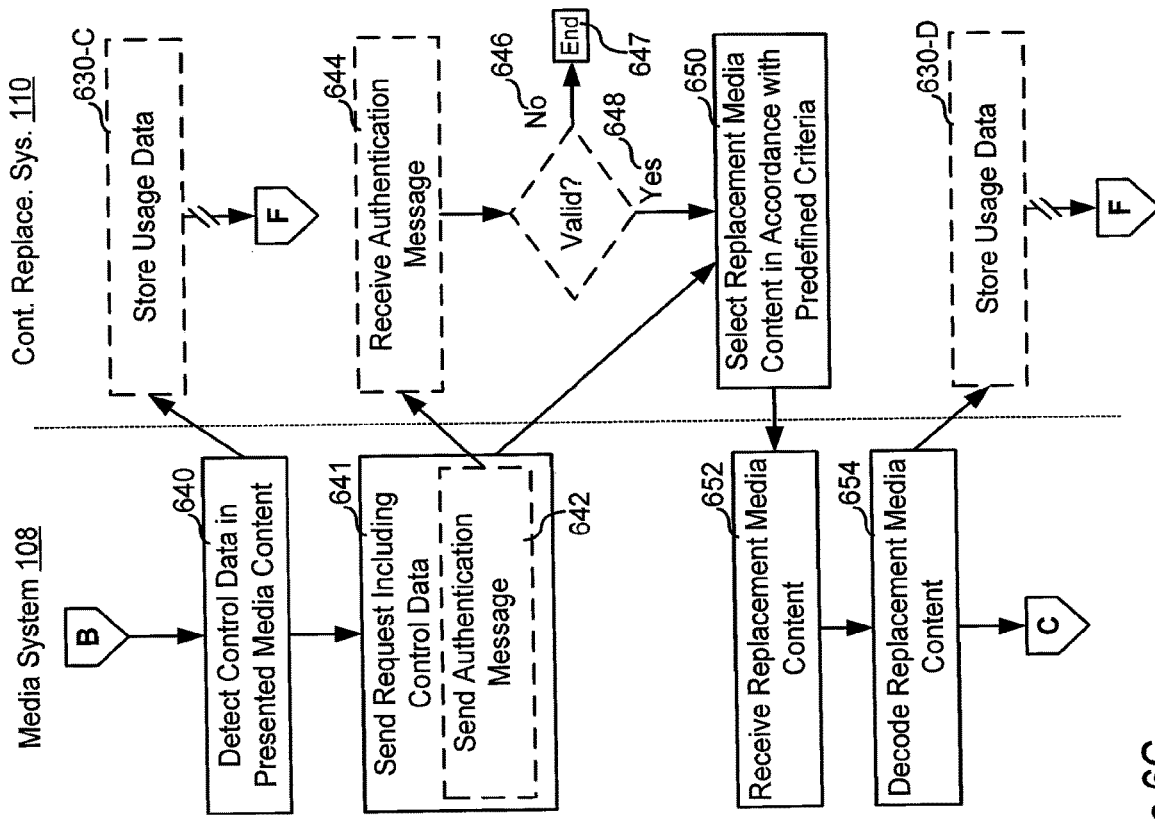 Media System 108
Cont. Replace. Sys. 110
B
640
Detect Control Data in
Presented Media Content
630-C
Store Usage Data
F
641
Send Request Including
Control Data
Send Authentication
Message
642
644
Receive Authentication
Message
Valid?
No
646
End
647
Yes
648
650
Select Replacement Media
Content in Accordance with
Predefined Criteria
652
Receive Replacement Media
Content
654
Decode Replacement Media
Content
630-D
Store Usage Data
F
C
6C